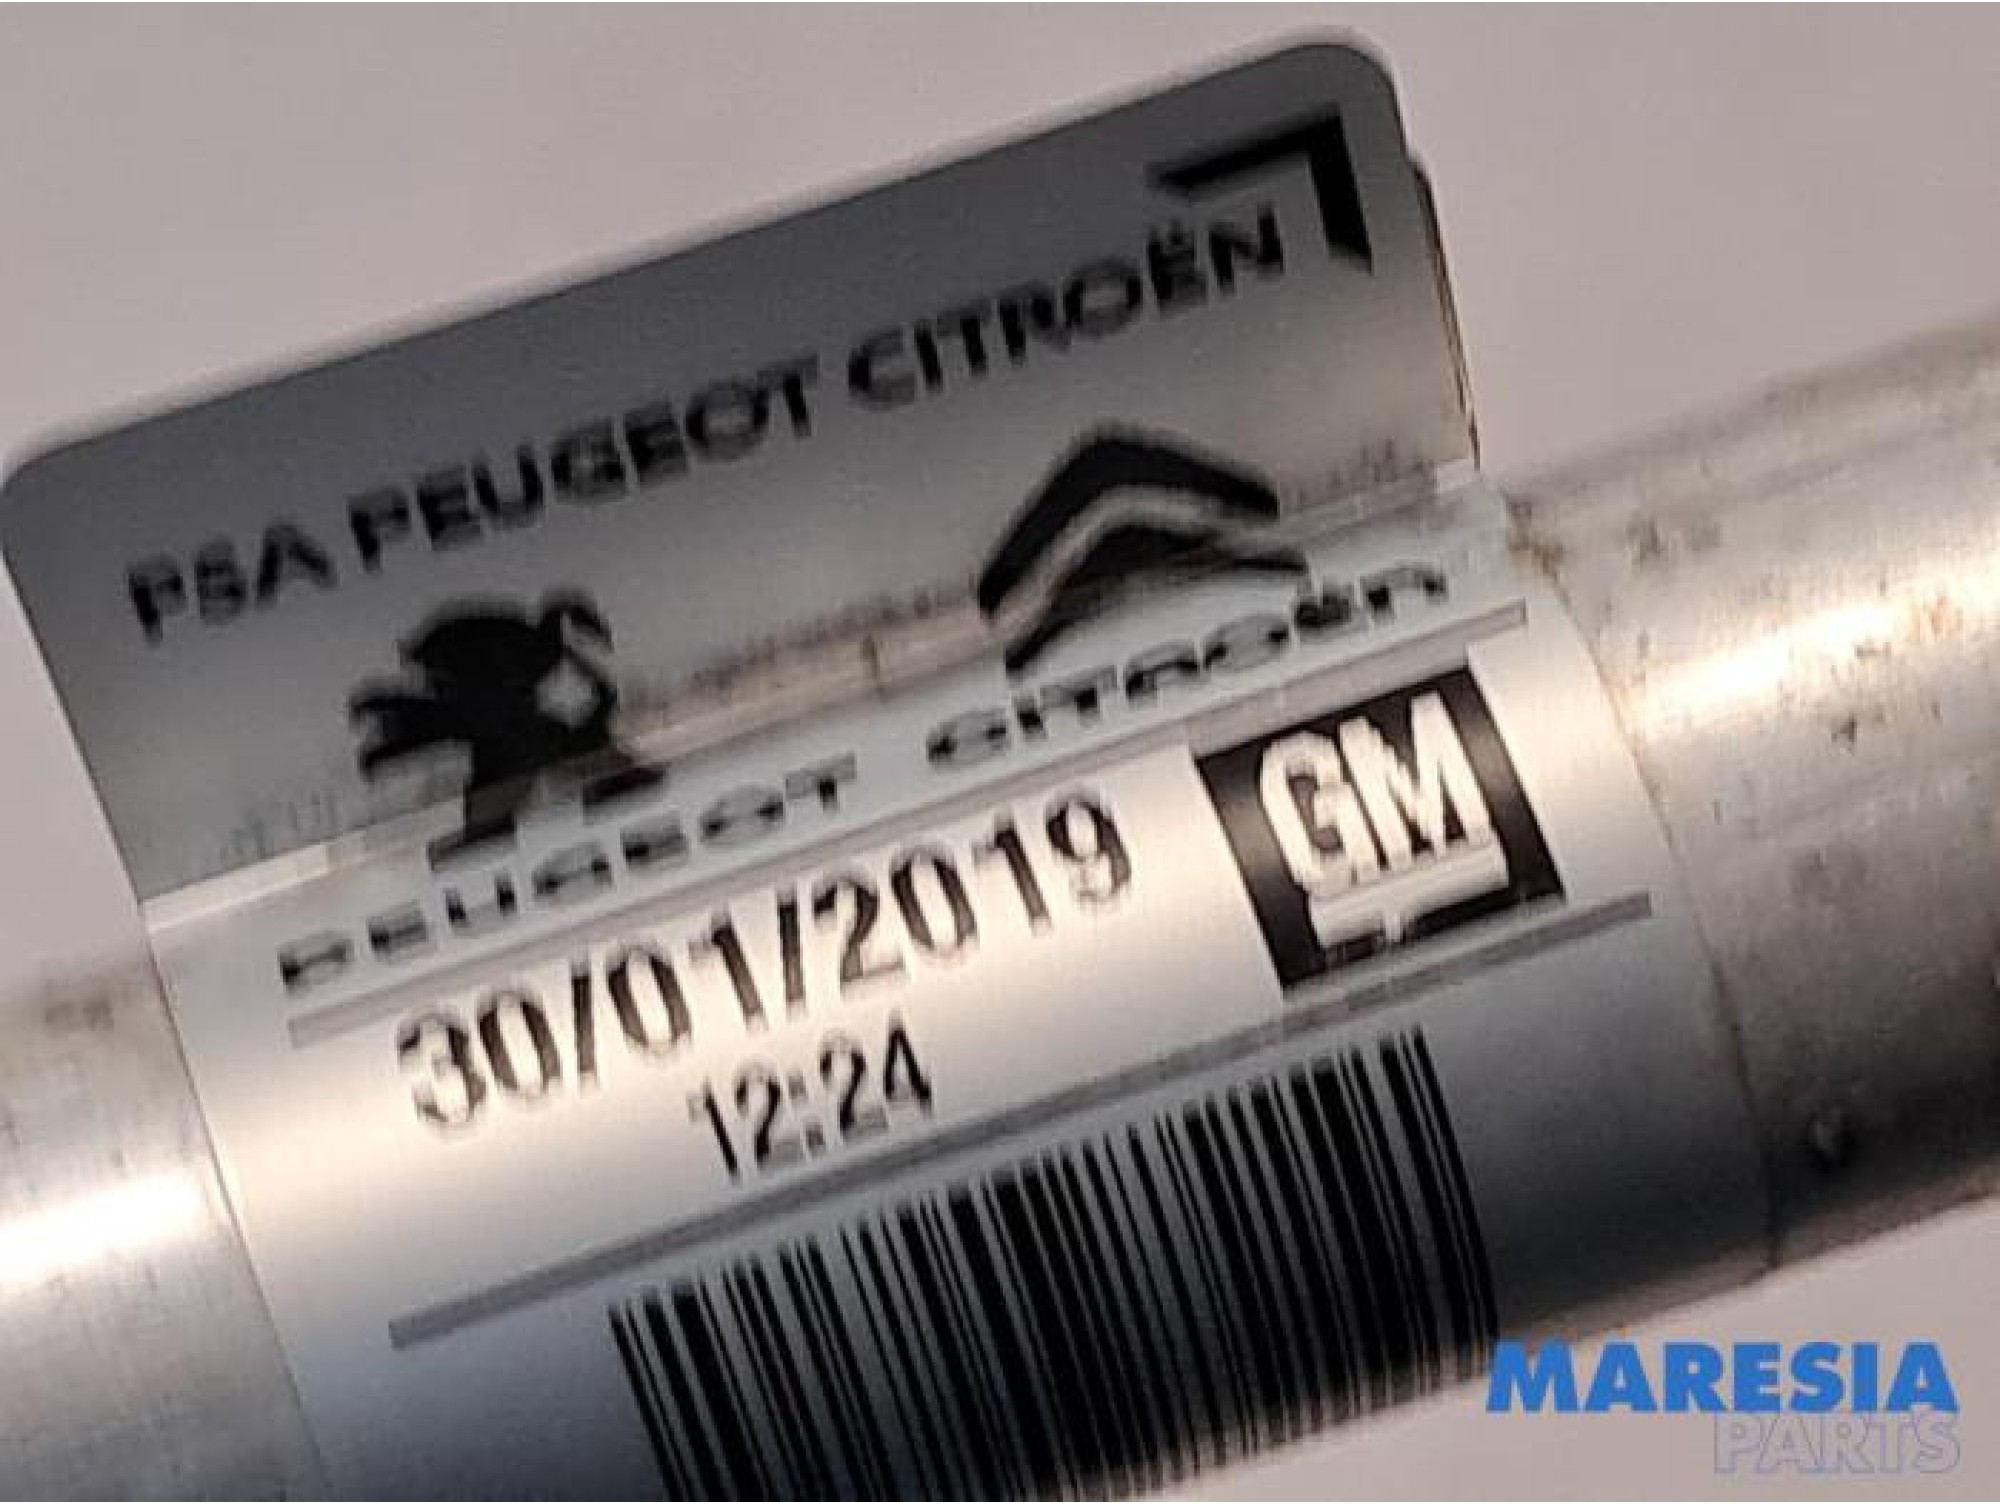 PSA PEUGEOT CITROËN
PEUGEOT CITROËN
30/01/2019
12:24
GM
MARESIA
PARTS